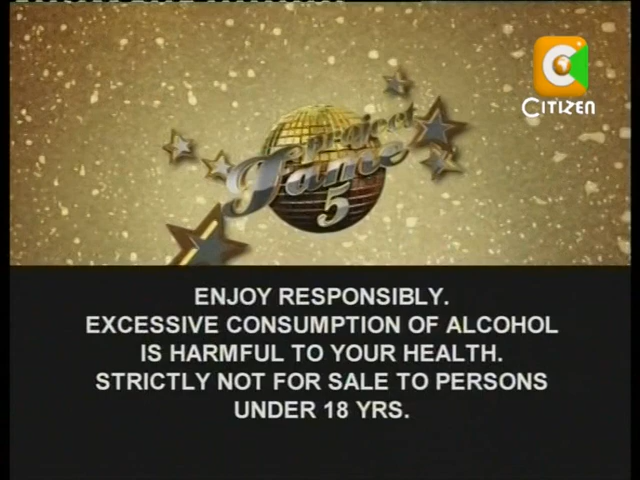 CITIZEN
project
Fame
5
ENJOY RESPONSIBLY.
EXCESSIVE CONSUMPTION OF ALCOHOL
IS HARMFUL TO YOUR HEALTH.
STRICTLY NOT FOR SALE TO PERSONS
UNDER 18 YRS.